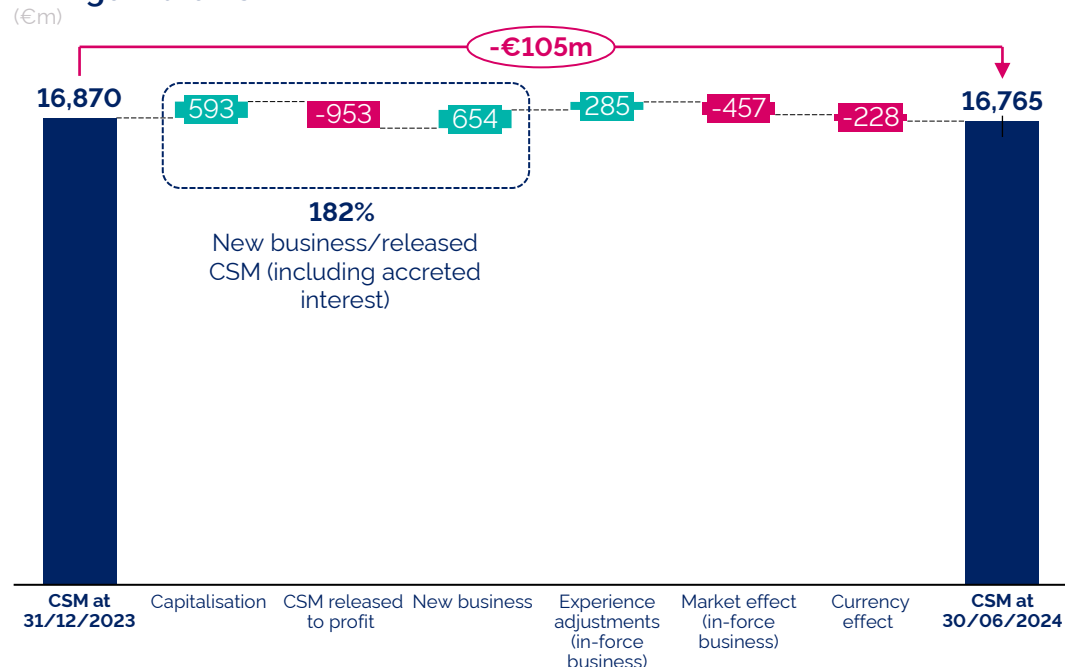 (€m)
-€105m
16,870
593
-953
654
285
-457
-228
16,765
182%
New business/released
CSM (including accreted
interest)
CSM at
31/12/2023
Capitalisation
CSM released
to profit
New business
Experience
adjustments
(in-force
business)
Market effect
(in-force
business)
Currency
effect
CSM at
30/06/2024